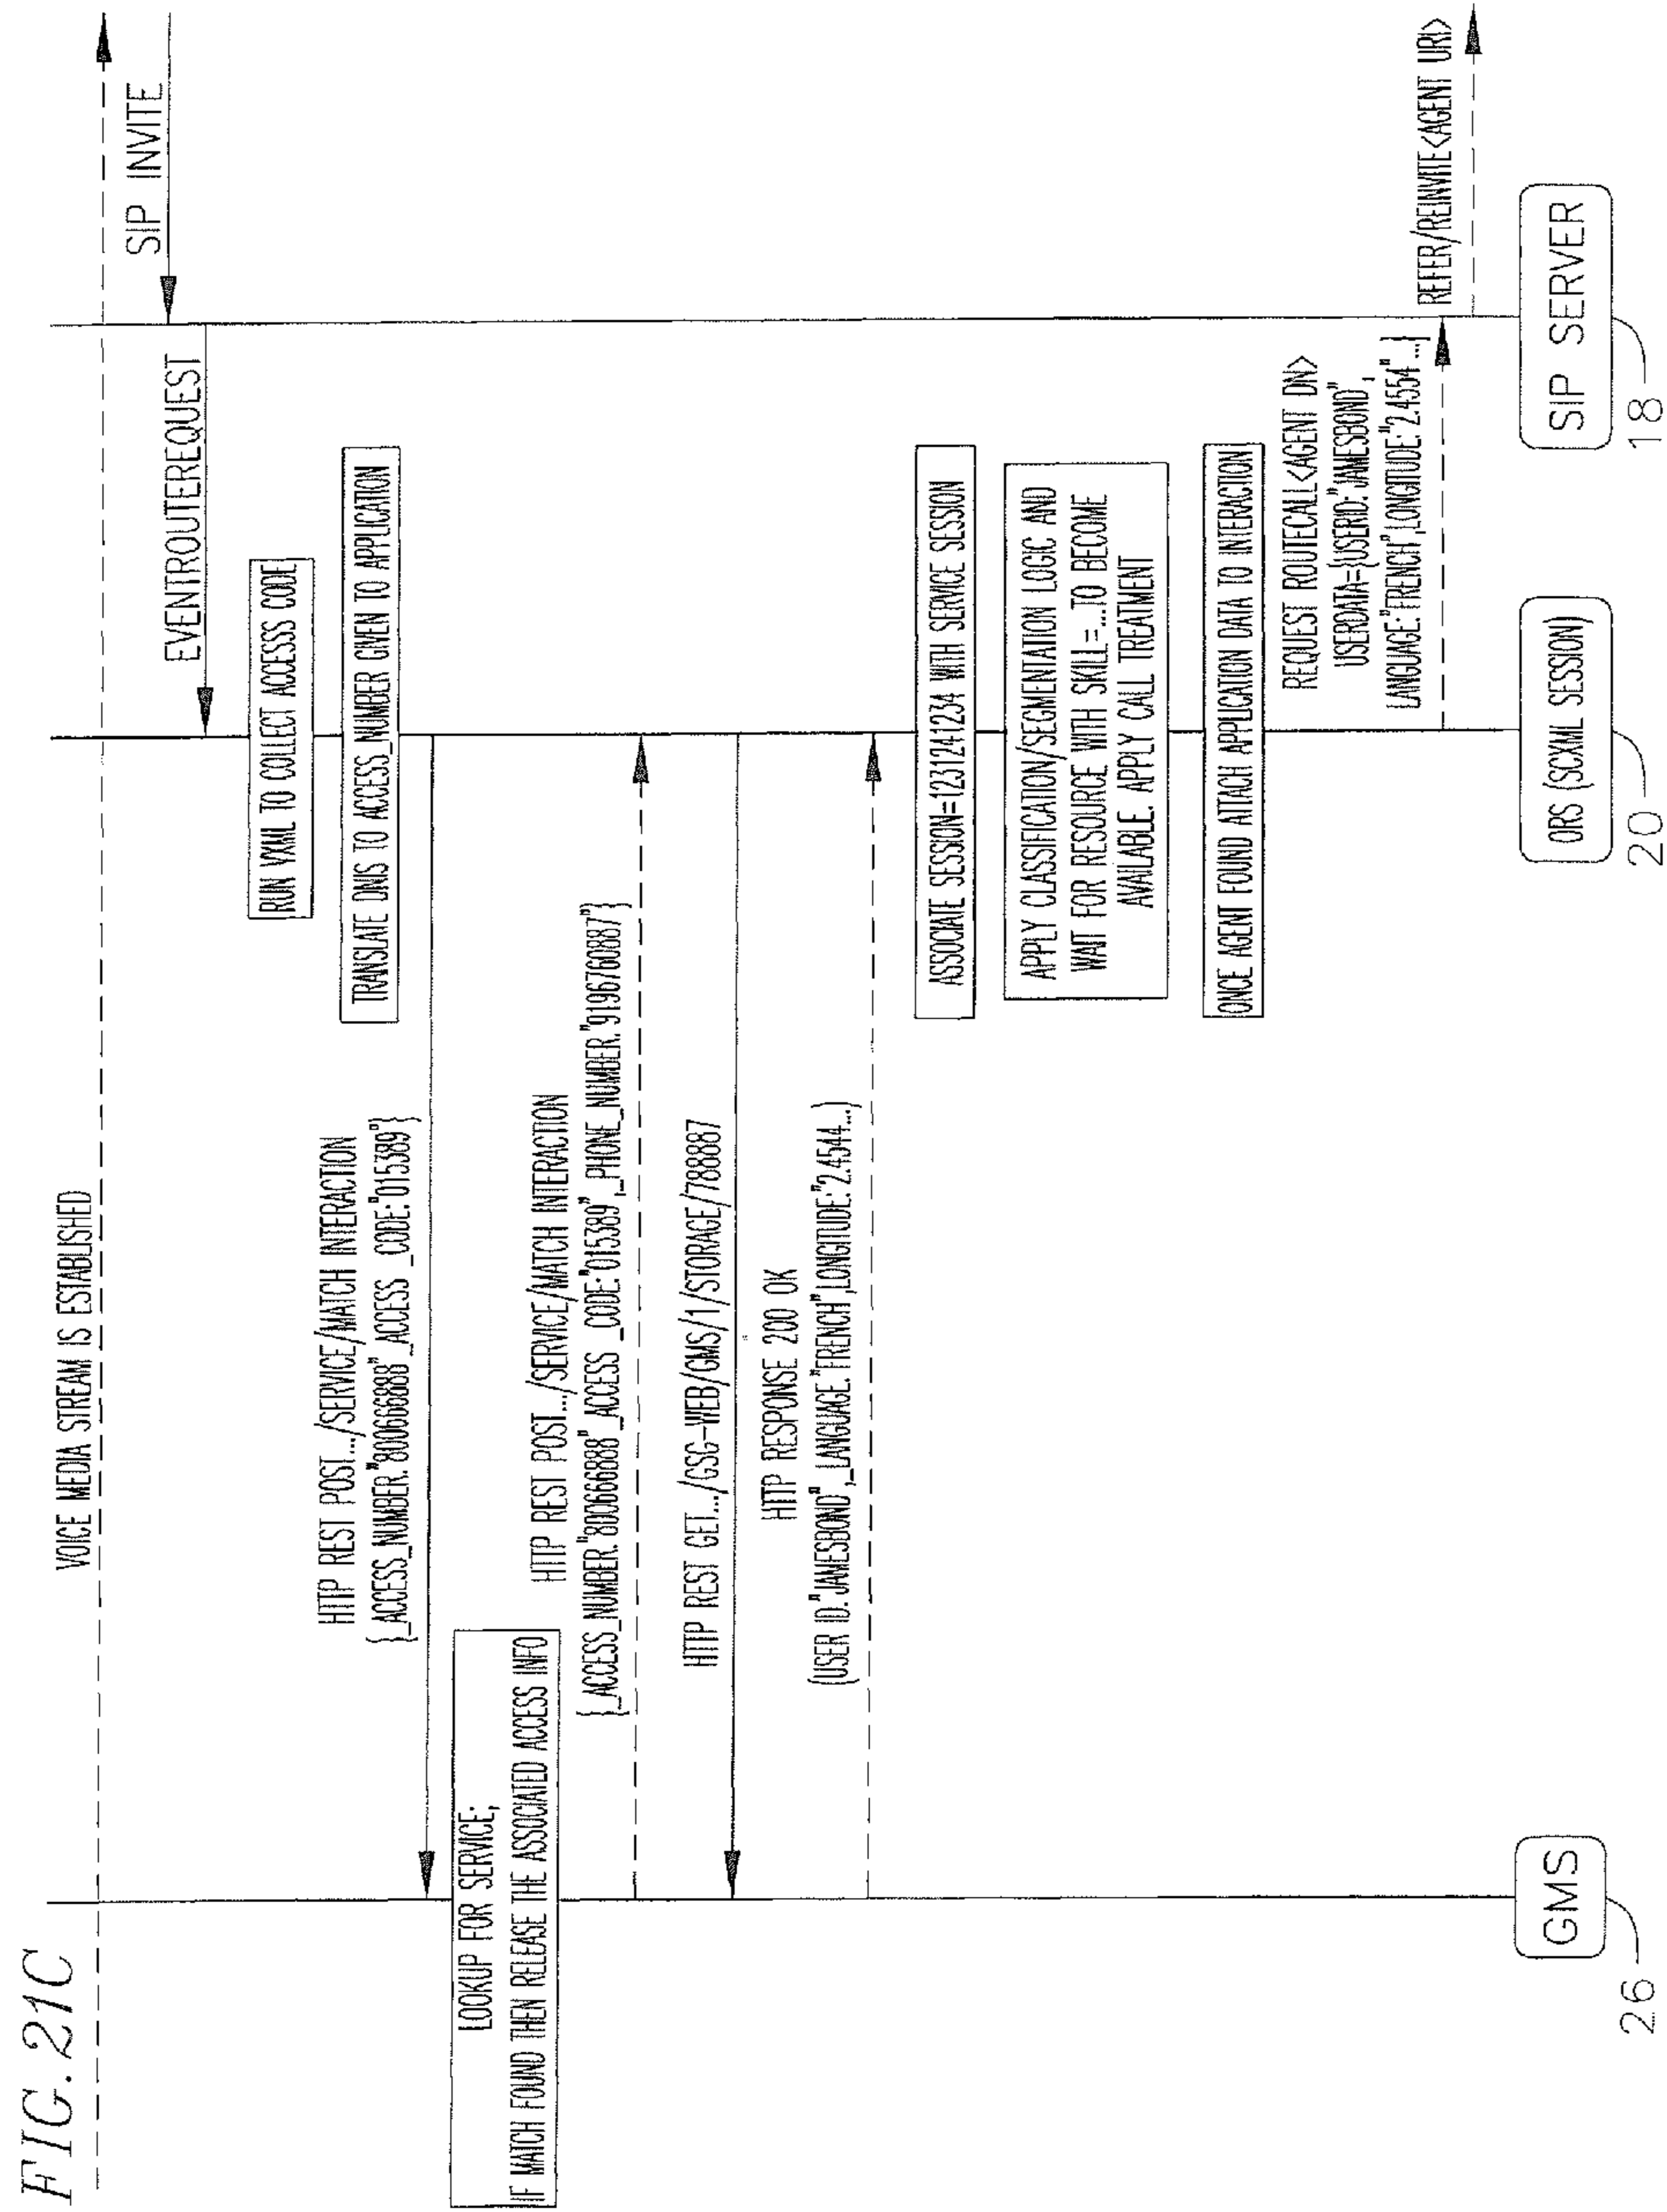 FIG. 21C
VOICE MEDIA STREAM IS ESTABLISHED
SIP INVITE
EVENTROUTEREQUEST
RUN VXML TO COLLECT ACCESSS CODE
TRANSLATE DNIS TO ACCESS_NUMBER GIVEN TO APPLICATION
HTTP REST POST.../SERVICE/MATCH INTERACTION
{_ACCESS_NUMBER:"80066688"_ACCESS _CODE:"015389"}
LOOKUP FOR SERVICE;
IF MATCH FOUND THEN RELEASE THE ASSOCIATED ACCESS INFO
HTTP REST POST.../SERVICE/MATCH INTERACTION
{_ACCESS_NUMBER:"80066688"_ACCESS _CODE:"015389",_PHONE_NUMBER:"9196760887"}
HTTP REST GET.../GSG-WEB/GMS/1/STORAGE/788887
HTTP RESPONSE 200 OK
(USER ID:"JAMESBOND",_LANGUAGE:"FRENCH",LONGITUDE:"2.4544...)
ASSOCIATE SESSION=1231241234 WITH SERVICE SESSION
APPLY CLASSIFICATION/SEGMENTATION LOGIC AND
WAIT FOR RESOURCE WITH SKILL=...TO BECOME
AVAILABLE. APPLY CALL TREATMENT
ONCE AGENT FOUND ATTACH APPLICATION DATA TO INTERACTION
REQUEST ROUTECALL<AGENT DN>
USERDATA={USERID:"JAMESBOND",
LANGUAGE:"FRENCH",LONGITUDE:"2.4554"...}
REFER/REINVITE<AGENT URI>
GMS
26
ORS (SCXML SESSION)
20
SIP SERVER
18